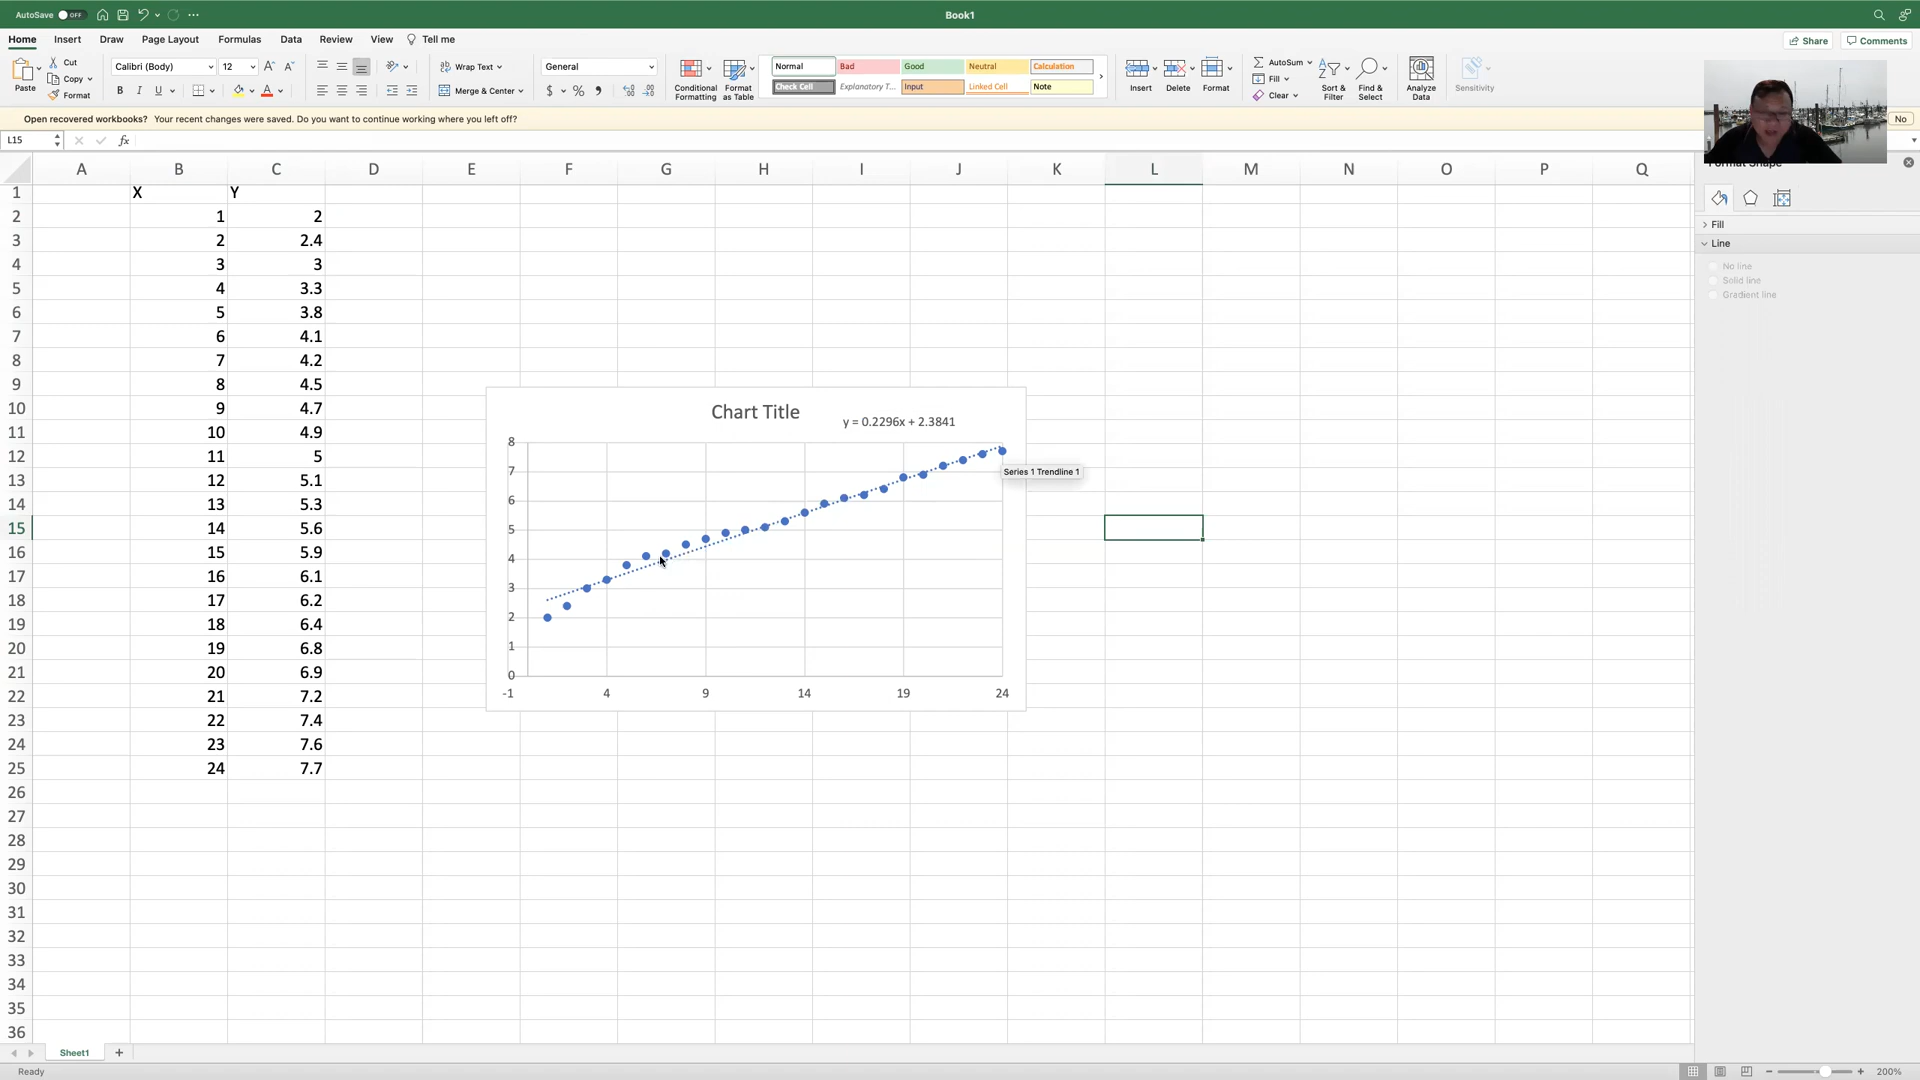 AutoSave OFF
Book1
Home Insert Draw Page Layout Formulas Data Review View Tell me
Share Comments
Paste
Cut
Copy
Format
Calibri (Body) 12
B I U
Wrap Text
Merge & Center
General
Conditional Formatting
Format as Table
Normal Bad Good Neutral Calculation
Check Cell Explanatory T... Input Linked Cell Note
Insert Delete Format
AutoSum
Fill
Clear
Sort & Filter
Find & Select
Analyze Data
Sensitivity
Open recovered workbooks? Your recent changes were saved. Do you want to continue working where you left off?
No
L15
fx
A B C D E F G H I J K L M N O P Q
1 X Y
2 1 2
3 2 2.4
4 3 3
5 4 3.3
6 5 3.8
7 6 4.1
8 7 4.2
9 8 4.5
10 9 4.7
11 10 4.9
12 11 5
13 12 5.1
14 13 5.3
15 14 5.6
16 15 5.9
17 16 6.1
18 17 6.2
19 18 6.4
20 19 6.8
21 20 6.9
22 21 7.2
23 22 7.4
24 23 7.6
25 24 7.7
26
27
28
29
30
31
32
33
34
35
36
Chart Title
y = 0.2296x + 2.3841
8
7
6
5
4
3
2
1
0
-1 4 9 14 19 24
Series 1 Trendline 1
Format Shape
Fill
Line
No line
Solid line
Gradient line
Sheet1
Ready
200%